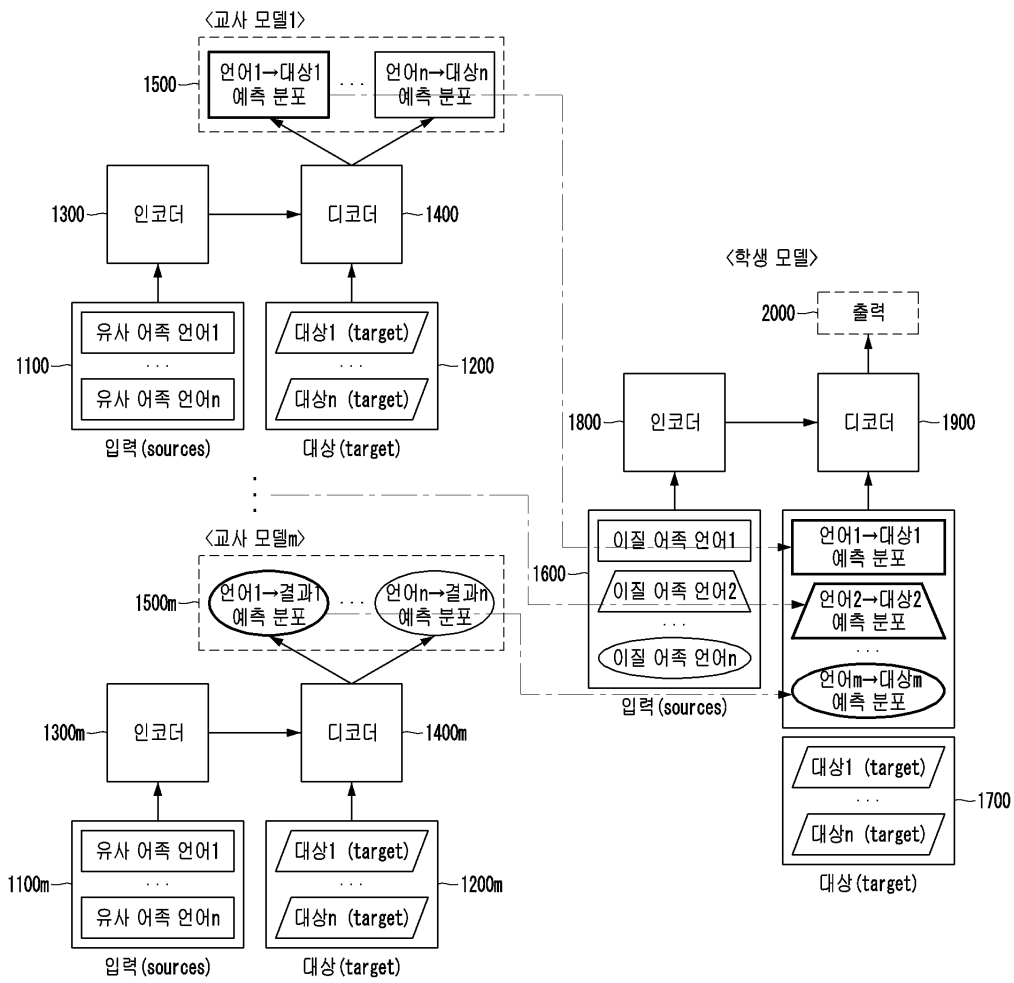 <교사 모델1>
1500
언어1→대상1
예측 분포
···
언어n→대상n
예측 분포
1300
인코더
디코더
1400
1100
유사 어족 언어1
···
유사 어족 언어n
입력(sources)
대상1 (target)
···
대상n (target)
1200
대상(target)
<교사 모델m>
1500m
언어1→결과1
예측 분포
···
언어n→결과n
예측 분포
1300m
인코더
디코더
1400m
1100m
유사 어족 언어1
···
유사 어족 언어n
입력(sources)
대상1 (target)
···
대상n (target)
1200m
대상(target)
<학생 모델>
2000
출력
1800
인코더
디코더
1900
1600
이질 어족 언어1
이질 어족 언어2
···
이질 어족 언어n
입력(sources)
언어1→대상1
예측 분포
언어2→대상2
예측 분포
···
언어m→대상m
예측 분포
대상1 (target)
···
대상n (target)
1700
대상(target)